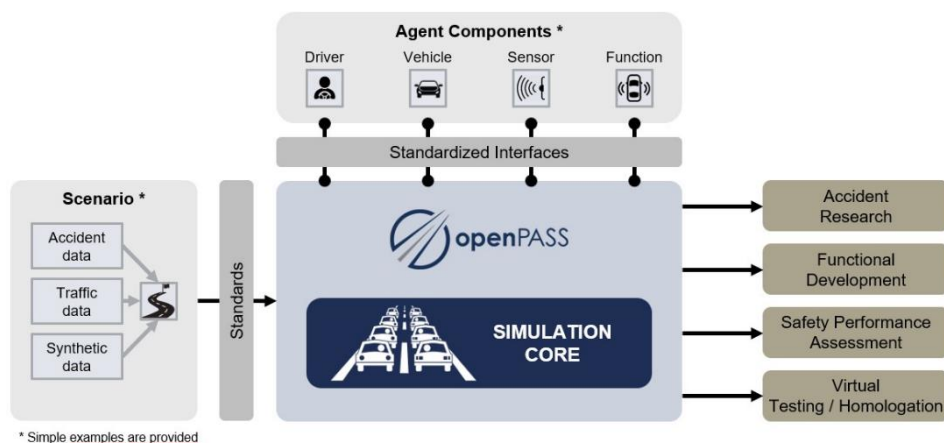 Agent Components *
Driver
Vehicle
Sensor
Function
Standardized Interfaces
Scenario *
Accident
data
Traffic
data
Synthetic
data
Standards
openPASS
SIMULATION
CORE
Accident
Research
Functional
Development
Safety Performance
Assessment
Virtual
Testing / Homologation
* Simple examples are provided